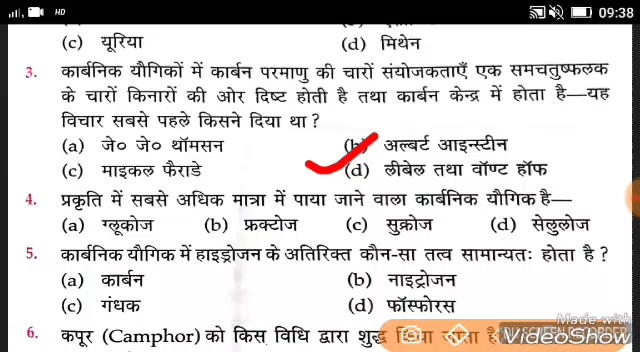 HD 09:38
(c) यूरिया (d) मिथेन
3. कार्बनिक यौगिकों में कार्बन परमाणु की चारों संयोजकताएँ एक समचतुष्फलक
के चारों किनारों की ओर दिष्ट होती है तथा कार्बन केन्द्र में होता है—यह
विचार सबसे पहले किसने दिया था ?
(a) जे० जे० थॉमसन (b) अल्बर्ट आइन्स्टीन
(c) माइकल फैराडे (d) लीबेल तथा वॉण्ट हॉफ
4. प्रकृति में सबसे अधिक मात्रा में पाया जाने वाला कार्बनिक यौगिक है—
(a) ग्लूकोज (b) फ्रक्टोज (c) सुक्रोज (d) सेलुलोज
5. कार्बनिक यौगिक में हाइड्रोजन के अतिरिक्त कौन-सा तत्व सामान्यतः होता है ?
(a) कार्बन (b) नाइट्रोजन
(c) गंधक (d) फॉस्फोरस
Made with
6. कपूर (Camphor) को किस विधि द्वारा शुद्ध किया जाता है
VideoShow